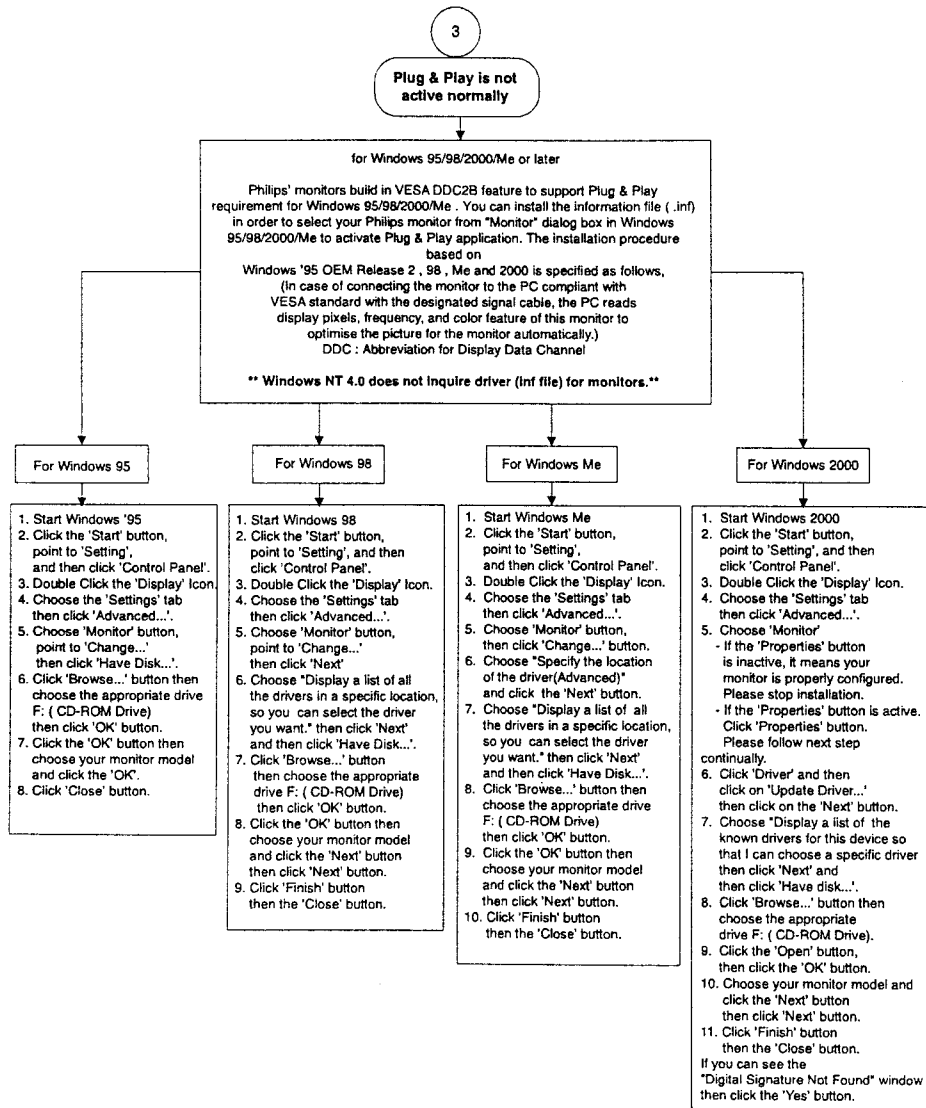 3
Plug & Play is not
active normally
for Windows 95/98/2000/Me or later
Philips' monitors build in VESA DDC2B feature to support Plug & Play
requirement for Windows 95/98/2000/Me . You can install the information file ( .inf)
in order to select your Philips monitor from "Monitor" dialog box in Windows
95/98/2000/Me to activate Plug & Play application. The installation procedure
based on
Windows '95 OEM Release 2 , 98 , Me and 2000 is specified as follows,
(In case of connecting the monitor to the PC compliant with
VESA standard with the designated signal cable, the PC reads
display pixels, frequency, and color feature of this monitor to
optimise the picture for the monitor automatically.)
DDC : Abbreviation for Display Data Channel
** Windows NT 4.0 does not inquire driver (inf file) for monitors.**
For Windows 95
1. Start Windows '95
2. Click the 'Start' button,
point to 'Setting',
and then click 'Control Panel'.
3. Double Click the 'Display' Icon.
4. Choose the 'Settings' tab
then click 'Advanced...'.
5. Choose 'Monitor' button,
point to 'Change...'
then click 'Have Disk...'.
6. Click 'Browse...' button then
choose the appropriate drive
F: ( CD-ROM Drive)
then click 'OK' button.
7. Click the 'OK' button then
choose your monitor model
and click the 'OK'.
8. Click 'Close' button.
For Windows 98
1. Start Windows 98
2. Click the 'Start' button,
point to 'Setting', and then
click 'Control Panel'.
3. Double Click the 'Display' Icon.
4. Choose the 'Settings' tab
then click 'Advanced...'.
5. Choose 'Monitor' button,
point to 'Change...'
then click 'Next'
6. Choose "Display a list of all
the drivers in a specific location,
so you can select the driver
you want." then click 'Next'
and then click 'Have Disk...'.
7. Click 'Browse...' button
then choose the appropriate
drive F: ( CD-ROM Drive)
then click 'OK' button.
8. Click the 'OK' button then
choose your monitor model
and click the 'Next' button
then click 'Next' button.
9. Click 'Finish' button
then the 'Close' button.
For Windows Me
1. Start Windows Me
2. Click the 'Start' button,
point to 'Setting',
and then click 'Control Panel'.
3. Double Click the 'Display' Icon.
4. Choose the 'Settings' tab
then click 'Advanced...'.
5. Choose 'Monitor' button,
then click 'Change...' button.
6. Choose "Specify the location
of the driver(Advanced)"
and click the 'Next' button.
7. Choose "Display a list of all
the drivers in a specific location,
so you can select the driver
you want." then click 'Next'
and then click 'Have Disk...'.
8. Click 'Browse...' button then
choose the appropriate drive
F: ( CD-ROM Drive)
then click 'OK' button.
9. Click the 'OK' button then
choose your monitor model
and click the 'Next' button
then click 'Next' button.
10. Click 'Finish' button
then the 'Close' button.
For Windows 2000
1. Start Windows 2000
2. Click the 'Start' button,
point to 'Setting', and then
click 'Control Panel'.
3. Double Click the 'Display' Icon.
4. Choose the 'Settings' tab
then click 'Advanced...'.
5. Choose 'Monitor'
- If the 'Properties' button
is inactive, it means your
monitor is properly configured.
Please stop installation.
- If the 'Properties' button is active.
Click 'Properties' button.
Please follow next step
continually.
6. Click 'Driver' and then
click on 'Update Driver...'
then click on the 'Next' button.
7. Choose "Display a list of the
known drivers for this device so
that I can choose a specific driver
then click 'Next' and
then click 'Have disk...'.
8. Click 'Browse...' button then
choose the appropriate
drive F: ( CD-ROM Drive).
9. Click the 'Open' button,
then click the 'OK' button.
10. Choose your monitor model and
click the 'Next' button
then click 'Next' button.
11. Click 'Finish' button
then the 'Close' button.
If you can see the
"Digital Signature Not Found" window
then click the 'Yes' button.